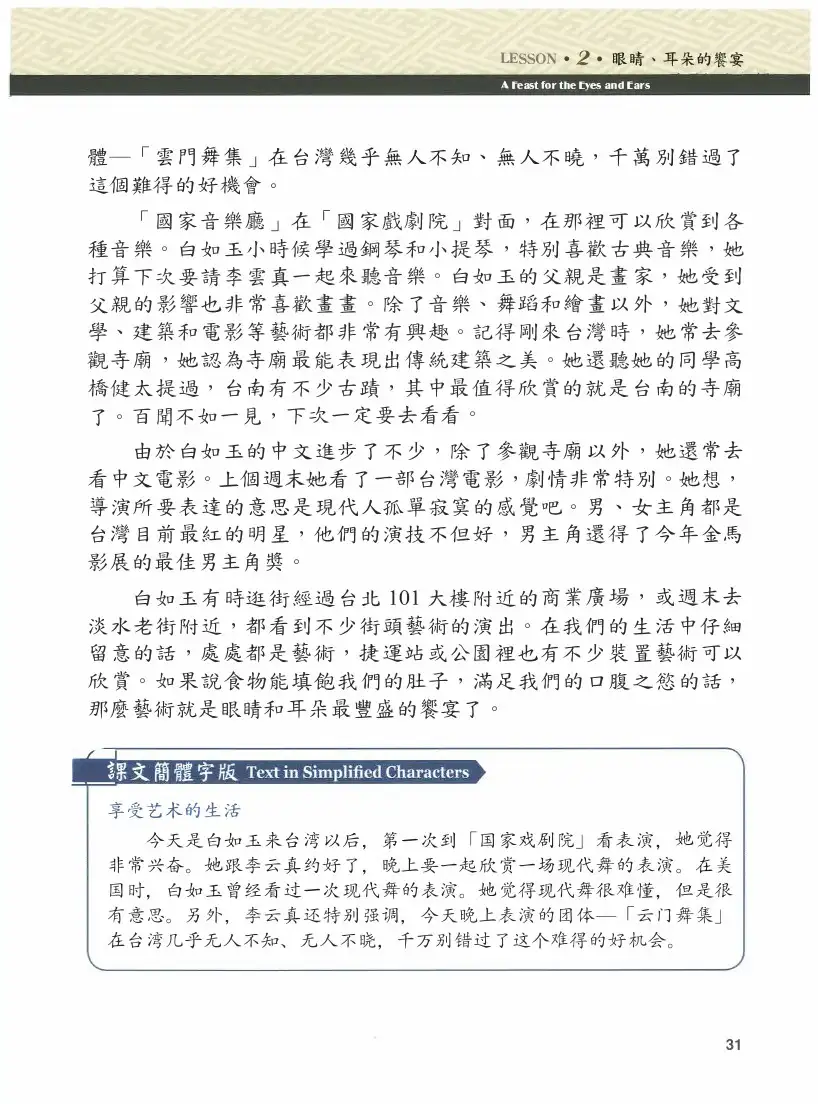 LESSON • 2 • 眼睛、耳朵的饗宴
A Feast for the Eyes and Ears
體—「雲門舞集」在台灣幾乎無人不知、無人不曉，千萬別錯過了
這個難得的好機會。
「國家音樂廳」在「國家戲劇院」對面，在那裡可以欣賞到各
種音樂。白如玉小時候學過鋼琴和小提琴，特別喜歡古典音樂，她
打算下次要請李雲真一起來聽音樂。白如玉的父親是畫家，她受到
父親的影響也非常喜歡畫畫。除了音樂、舞蹈和繪畫以外，她對文
學、建築和電影等藝術都非常有興趣。記得剛來台灣時，她常去參
觀寺廟，她認為寺廟最能表現出傳統建築之美。她還聽她的同學高
橋健太提過，台南有不少古蹟，其中最值得欣賞的就是台南的寺廟
了。百聞不如一見，下次一定要去看看。
由於白如玉的中文進步了不少，除了參觀寺廟以外，她還常去
看中文電影。上個週末她看了一部台灣電影，劇情非常特別。她想，
導演所要表達的意思是現代人孤單寂寞的感覺吧。男、女主角都是
台灣目前最紅的明星，他們的演技不但好，男主角還得了今年金馬
影展的最佳男主角獎。
白如玉有時逛街經過台北 101 大樓附近的商業廣場，或週末去
淡水老街附近，都看到不少街頭藝術的演出。在我們的生活中仔細
留意的話，處處都是藝術，捷運站或公園裡也有不少裝置藝術可以
欣賞。如果說食物能填飽我們的肚子，滿足我們的口腹之慾的話，
那麼藝術就是眼睛和耳朵最豐盛的饗宴了。
課文簡體字版 Text in Simplified Characters
享受艺术的生活
今天是白如玉来台湾以后，第一次到「国家戏剧院」看表演，她觉得
非常兴奋。她跟李云真约好了，晚上要一起欣赏一场现代舞的表演。在美
国时，白如玉曾经看过一次现代舞的表演。她觉得现代舞很难懂，但是很
有意思。另外，李云真还特别强调，今天晚上表演的团体—「云门舞集」
在台湾几乎无人不知、无人不晓，千万别错过了这个难得的好机会。
31